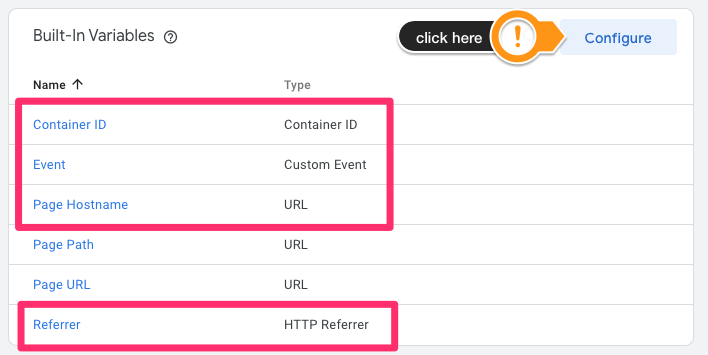 Built-In Variables ?
click here ! Configure
Name ↑ Type
Container ID Container ID
Event Custom Event
Page Hostname URL
Page Path URL
Page URL URL
Referrer HTTP Referrer